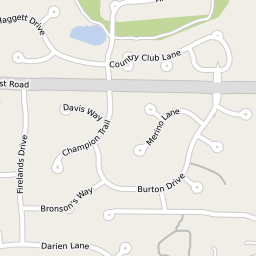 Haggett Drive
Country Club Lane
st Road
Davis Way
Merino Lane
Champion Trail
Firelands Drive
Burton Drive
Bronson's Way
Darien Lane